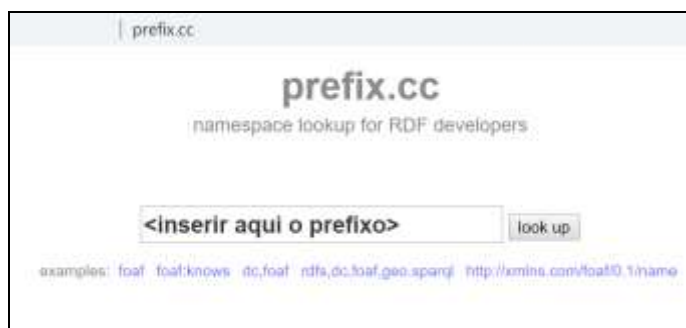 prefix.cc
prefix.cc
namespace lookup for RDF developers
<inserir aqui o prefixo> look up
examples: foaf foaf:knows dc,foaf rdfs,dc,foaf,geo.sparql http://xmlns.com/foaf/0.1/name